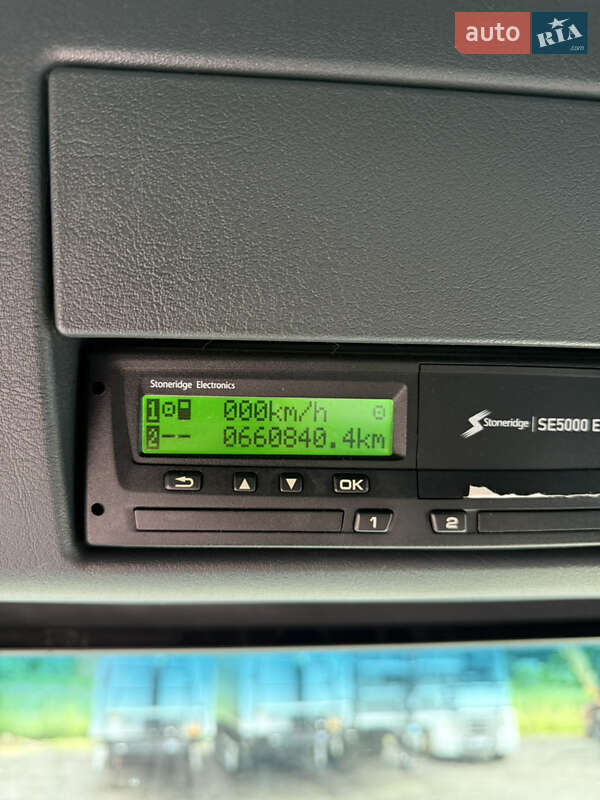 auto RIA .com
Stoneridge Electronics
1 000km/h
2 -- 0660840.4km
Stoneridge SE5000 E
OK
1 2